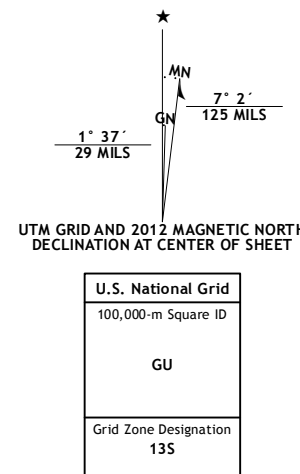 ★
MN
GN
7° 2´
125 MILS
1° 37´
29 MILS
UTM GRID AND 2012 MAGNETIC NORTH
DECLINATION AT CENTER OF SHEET
U.S. National Grid
100,000-m Square ID
GU
Grid Zone Designation
13S